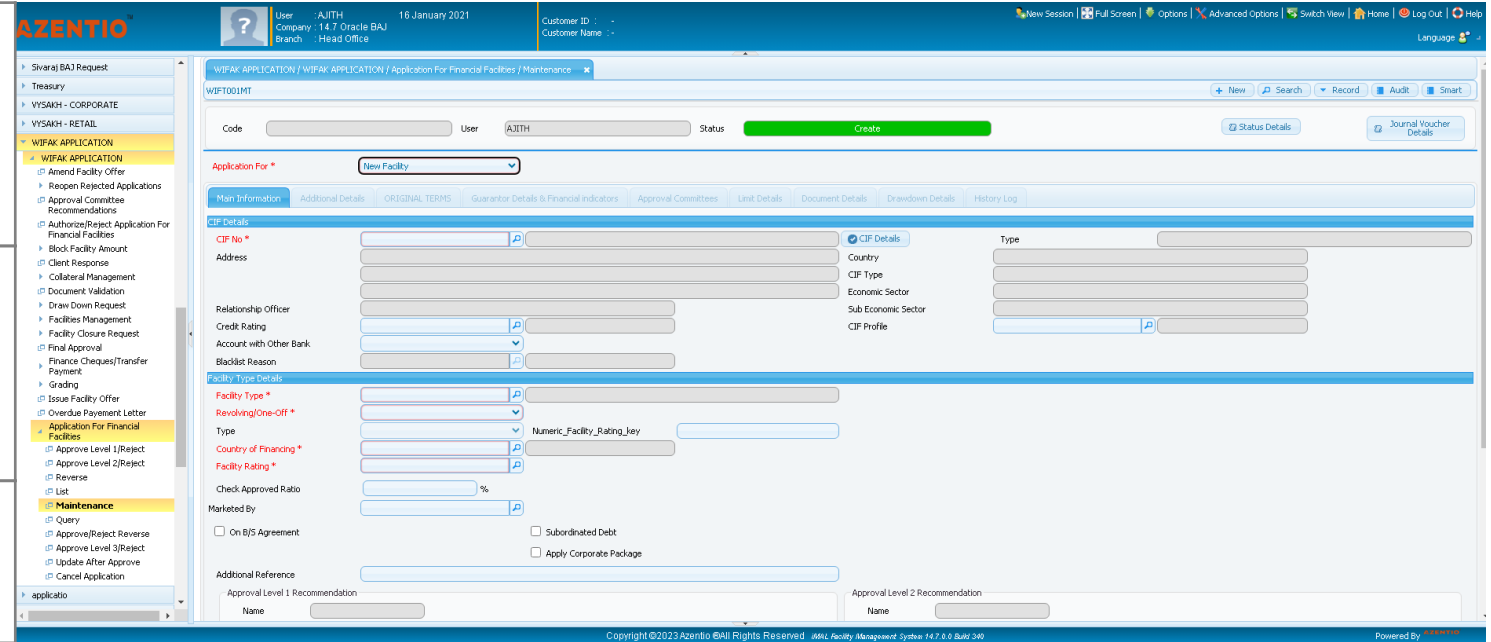 AZENTIO
User : AJITH 16 January 2021
Company : 14.7 Oracle BAJ
Branch : Head Office
Customer ID : -
Customer Name : -
New Session | Full Screen | Options | Advanced Options | Switch View | Home | Log Out | Help
Language
Sivaraj BAJ Request
Treasury
VYSAKH - CORPORATE
VYSAKH - RETAIL
WIFAK APPLICATION
WIFAK APPLICATION
Amend Facility Offer
Reopen Rejected Applications
Approval Committee
Recommendations
Authorize/Reject Application For
Financial Facilities
Block Facility Amount
Client Response
Collateral Management
Document Validation
Draw Down Request
Facilities Management
Facility Closure Request
Final Approval
Finance Cheques/Transfer
Payment
Grading
Issue Facility Offer
Overdue Payement Letter
Application For Financial
Facilities
Approve Level 1/Reject
Approve Level 2/Reject
Reverse
List
Maintenance
Query
Approve/Reject Reverse
Approve Level 3/Reject
Update After Approve
Cancel Application
applicatio
WIFAK APPLICATION / WIFAK APPLICATION / Application For Financial Facilities / Maintenance
WIFT001MT
New Search Record Audit Smart
Code User AJITH Status Create Status Details Journal Voucher
Details
Application For * New Facility
Main Information Additional Details ORIGINAL TERMS Guarantor Details & Financial indicators Approval Committees Limit Details Document Details Drawdown Details History Log
CIF Details
CIF No * CIF Details Type
Address Country
CIF Type
Economic Sector
Relationship Officer Sub Economic Sector
Credit Rating CIF Profile
Account with Other Bank
Blacklist Reason
Facility Type Details
Facility Type *
Revolving/One-Off *
Type Numeric_Facility_Rating_key
Country of Financing *
Facility Rating *
Check Approved Ratio %
Marketed By
On B/S Agreement Subordinated Debt
Apply Corporate Package
Additional Reference
Approval Level 1 Recommendation Approval Level 2 Recommendation
Name Name
Copyright ©2023 Azentio ®All Rights Reserved iMAL Facility Management System 14.7.0.0 Build 340 Powered By AZENTIO